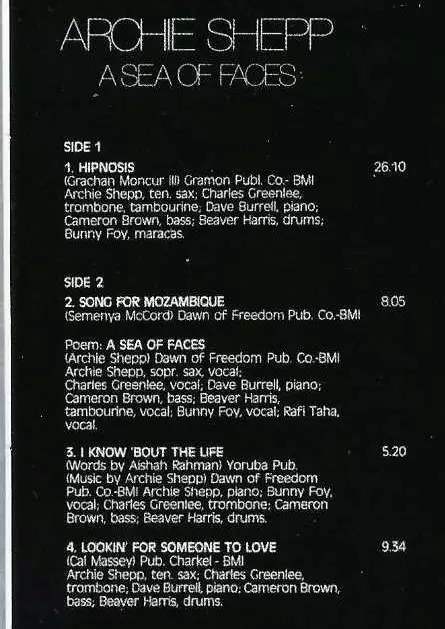 ARCHIE SHEPP
A SEA OF FACES
SIDE 1
1. HIPNOSIS 26.10
(Grachan Moncur III) Gramon Publ. Co.- BMI
Archie Shepp, ten. sax; Charles Greenlee,
trombone, tambourine; Dave Burrell, piano;
Cameron Brown, bass; Beaver Harris, drums;
Bunny Foy, maracas.
SIDE 2
2. SONG FOR MOZAMBIQUE 8.05
(Semenya McCord) Dawn of Freedom Pub. Co.-BMI
Poem: A SEA OF FACES
(Archie Shepp) Dawn of Freedom Pub. Co.-BMI
Archie Shepp, sopr. sax, vocal;
Charles Greenlee, vocal; Dave Burrell, piano;
Cameron Brown, bass; Beaver Harris,
tambourine, vocal; Bunny Foy, vocal; Rafi Taha,
vocal.
3. I KNOW 'BOUT THE LIFE 5.20
(Words by Aishah Rahman) Yoruba Pub.
(Music by Archie Shepp) Dawn of Freedom
Pub. Co.-BMI Archie Shepp, piano; Bunny Foy,
vocal; Charles Greenlee, trombone; Cameron
Brown, bass; Beaver Harris, drums.
4. LOOKIN' FOR SOMEONE TO LOVE 9.34
(Cal Massey) Pub. Charkel - BMI
Archie Shepp, ten. sax; Charles Greenlee,
trombone; Dave Burrell, piano; Cameron Brown,
bass; Beaver Harris, drums.